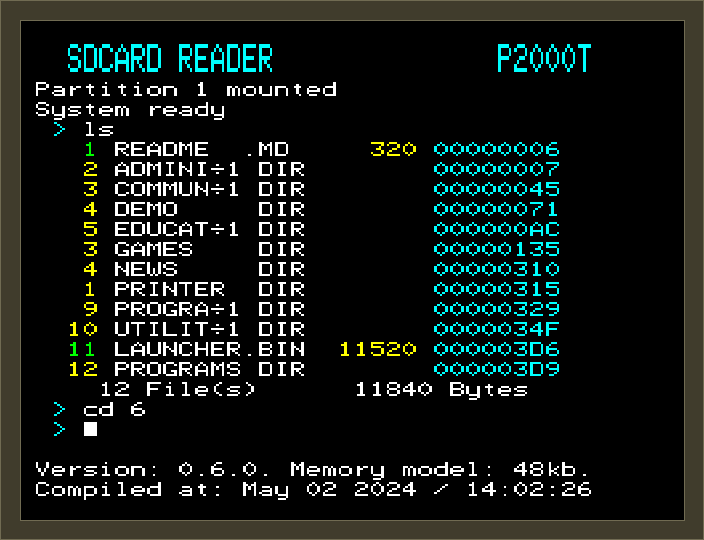 SDCARD READER P2000T
Partition 1 mounted
System ready
> ls
1 README .MD 320 00000006
2 ADMINI÷1 DIR 00000007
3 COMMUN÷1 DIR 00000045
4 DEMO DIR 00000071
5 EDUCAT÷1 DIR 000000AC
3 GAMES DIR 00000135
4 NEWS DIR 00000310
1 PRINTER DIR 00000315
9 PROGRA÷1 DIR 00000329
10 UTILIT÷1 DIR 0000034F
11 LAUNCHER.BIN 11520 000003D6
12 PROGRAMS DIR 000003D9
12 File(s) 11840 Bytes
> cd 6
>
Version: 0.6.0. Memory model: 48kb.
Compiled at: May 02 2024 / 14:02:26